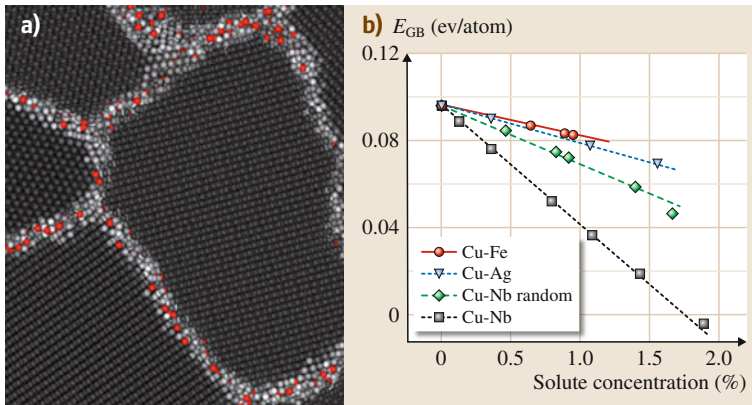 a)
b) E_GB (ev/atom)
0.12
0.08
0.04
0
Cu-Fe
Cu-Ag
Cu-Nb random
Cu-Nb
0 0.5 1.0 1.5 2.0
Solute concentration (%)